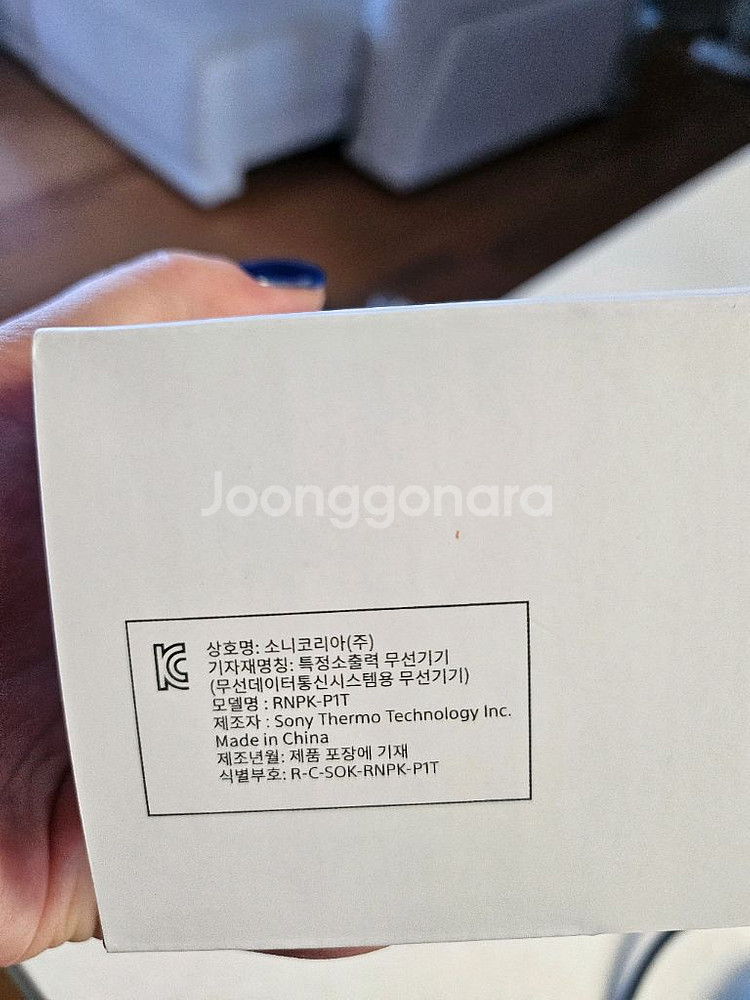 Joonggonara
상호명: 소니코리아(주)
기자재명칭: 특정소출력 무선기기
(무선데이터통신시스템용 무선기기)
모델명 : RNPK-P1T
제조자 : Sony Thermo Technology Inc.
Made in China
제조년월: 제품 포장에 기재
식별부호: R-C-SOK-RNPK-P1T